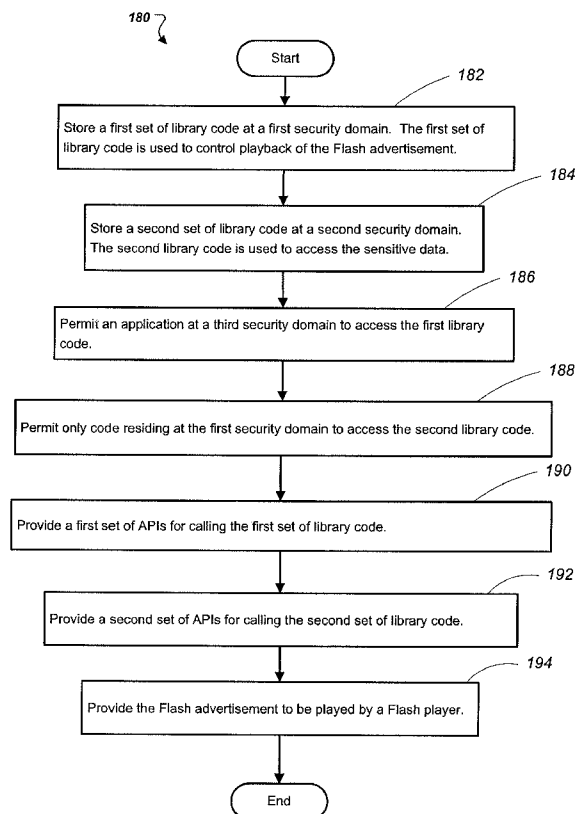 180
Start
182
Store a first set of library code at a first security domain. The first set of
library code is used to control playback of the Flash advertisement.
184
Store a second set of library code at a second security domain.
The second library code is used to access the sensitive data.
186
Permit an application at a third security domain to access the first library
code.
188
Permit only code residing at the first security domain to access the second library code.
190
Provide a first set of APIs for calling the first set of library code.
192
Provide a second set of APIs for calling the second set of library code.
194
Provide the Flash advertisement to be played by a Flash player.
End